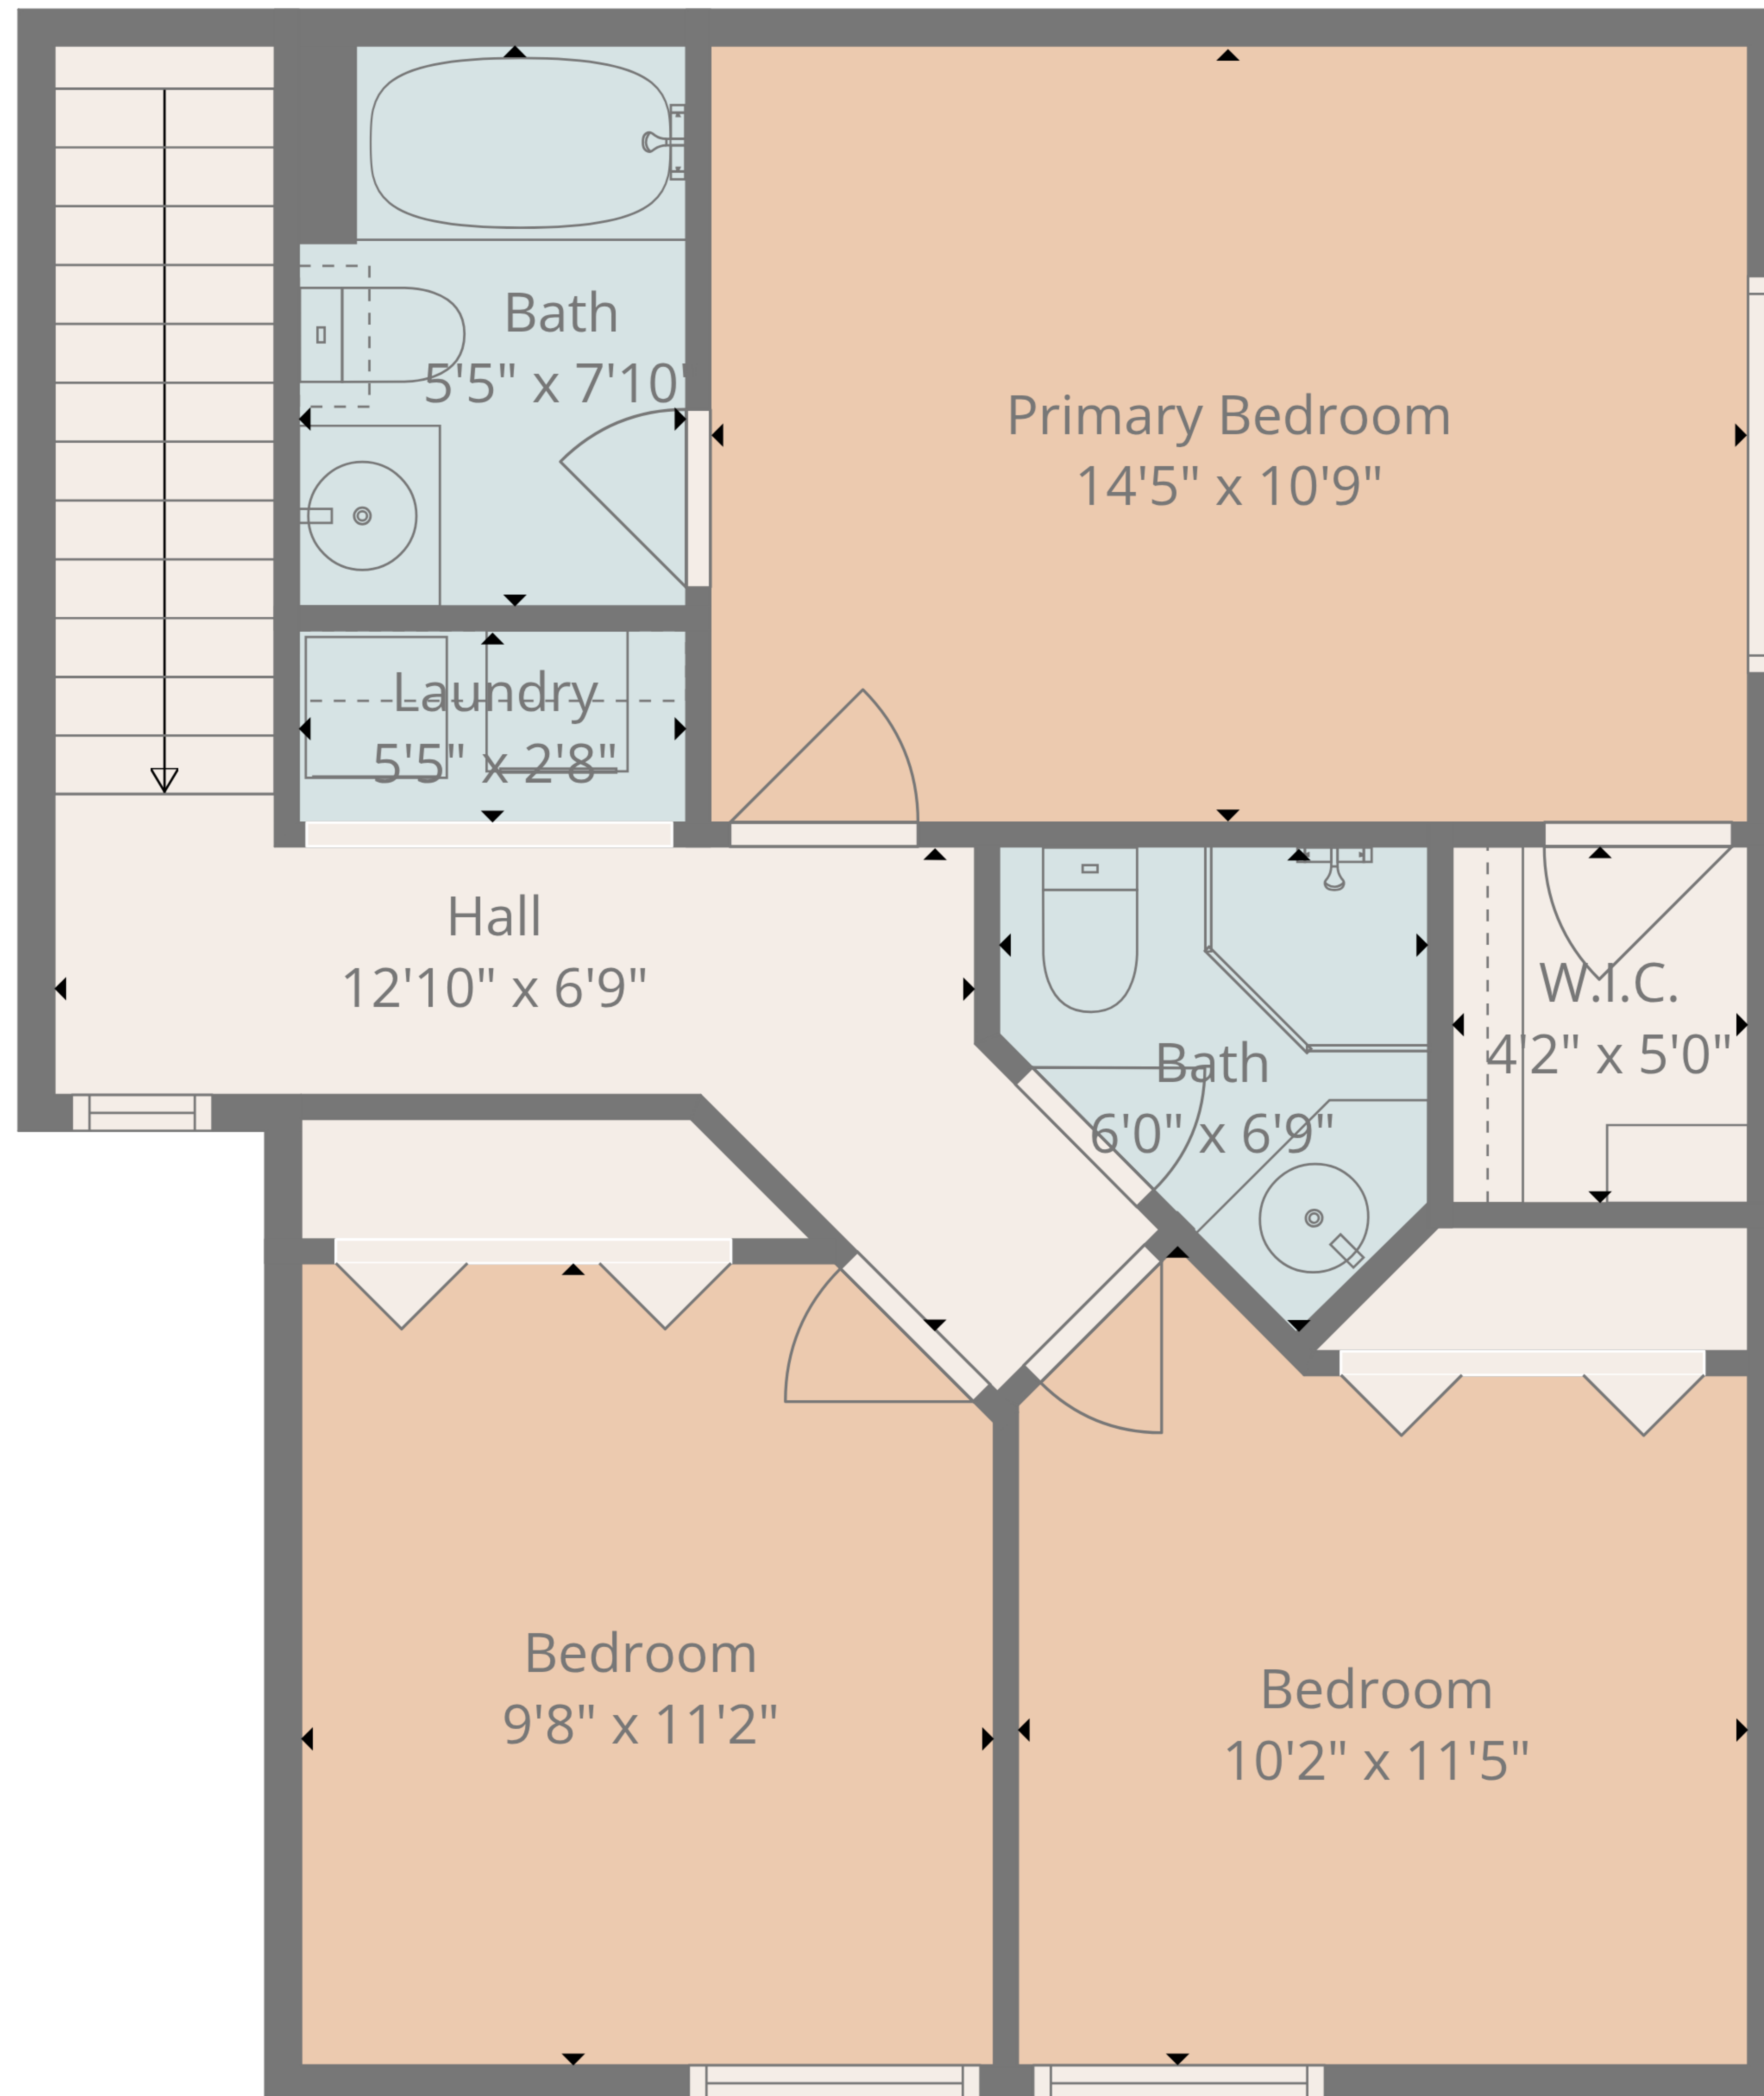 Bath
5'5" x 7'10'
Primary Bedroom
14'5" x 10'9"
Laundry
5'5" x 2'8"
Hall
12'10" x 6'9"
Bath
6'0" x 6'9"
W.I.C.
4'2" x 5'0"
Bedroom
9'8" x 11'2"
Bedroom
10'2" x 11'5"